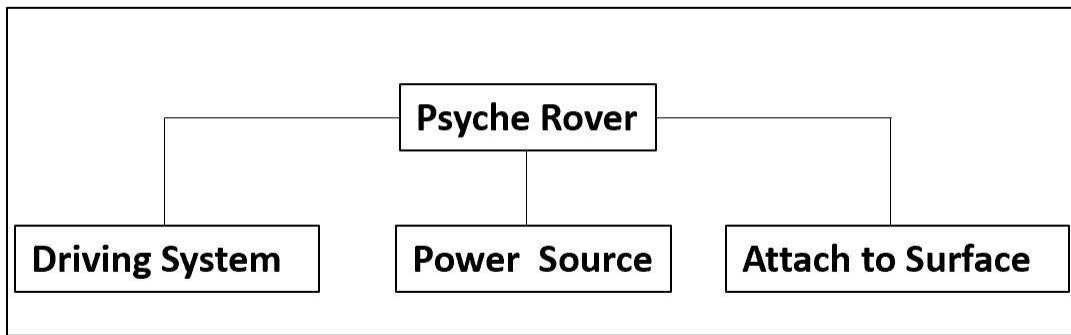 Psyche Rover
Driving System
Power Source
Attach to Surface